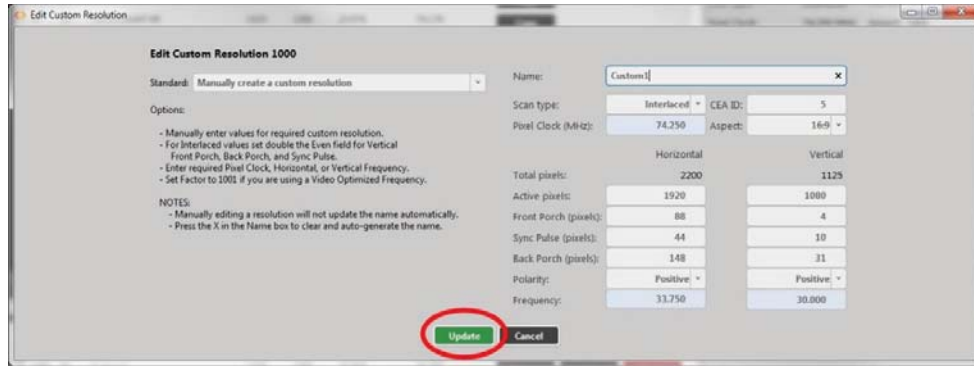 Edit Custom Resolution
Edit Custom Resolution 1000
Standard: Manually create a custom resolution
Options:
- Manually enter values for required custom resolution.
- For Interlaced values set double the Even field for Vertical
Front Porch, Back Porch, and Sync Pulse.
- Enter required Pixel Clock, Horizontal, or Vertical Frequency.
- Set Factor to 1001 if you are using a Video Optimized Frequency.
NOTES:
- Manually editing a resolution will not update the name automatically.
- Press the X in the Name box to clear and auto-generate the name.
Name: Custom1 x
Scan type: Interlaced CEA ID: 5
Pixel Clock (MHz): 74.250 Aspect: 16:9
Horizontal Vertical
Total pixels: 2200 1125
Active pixels: 1920 1080
Front Porch (pixels): 88 4
Sync Pulse (pixels): 44 10
Back Porch (pixels): 148 31
Polarity: Positive Positive
Frequency: 33.750 30.000
Update Cancel